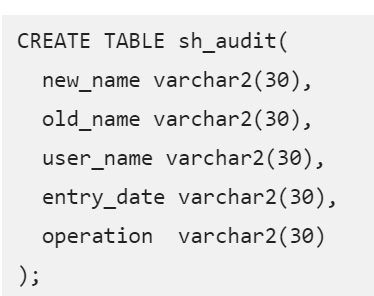 CREATE TABLE sh_audit(
  new_name varchar2(30),
  old_name varchar2(30),
  user_name varchar2(30),
  entry_date varchar2(30),
  operation  varchar2(30)
);